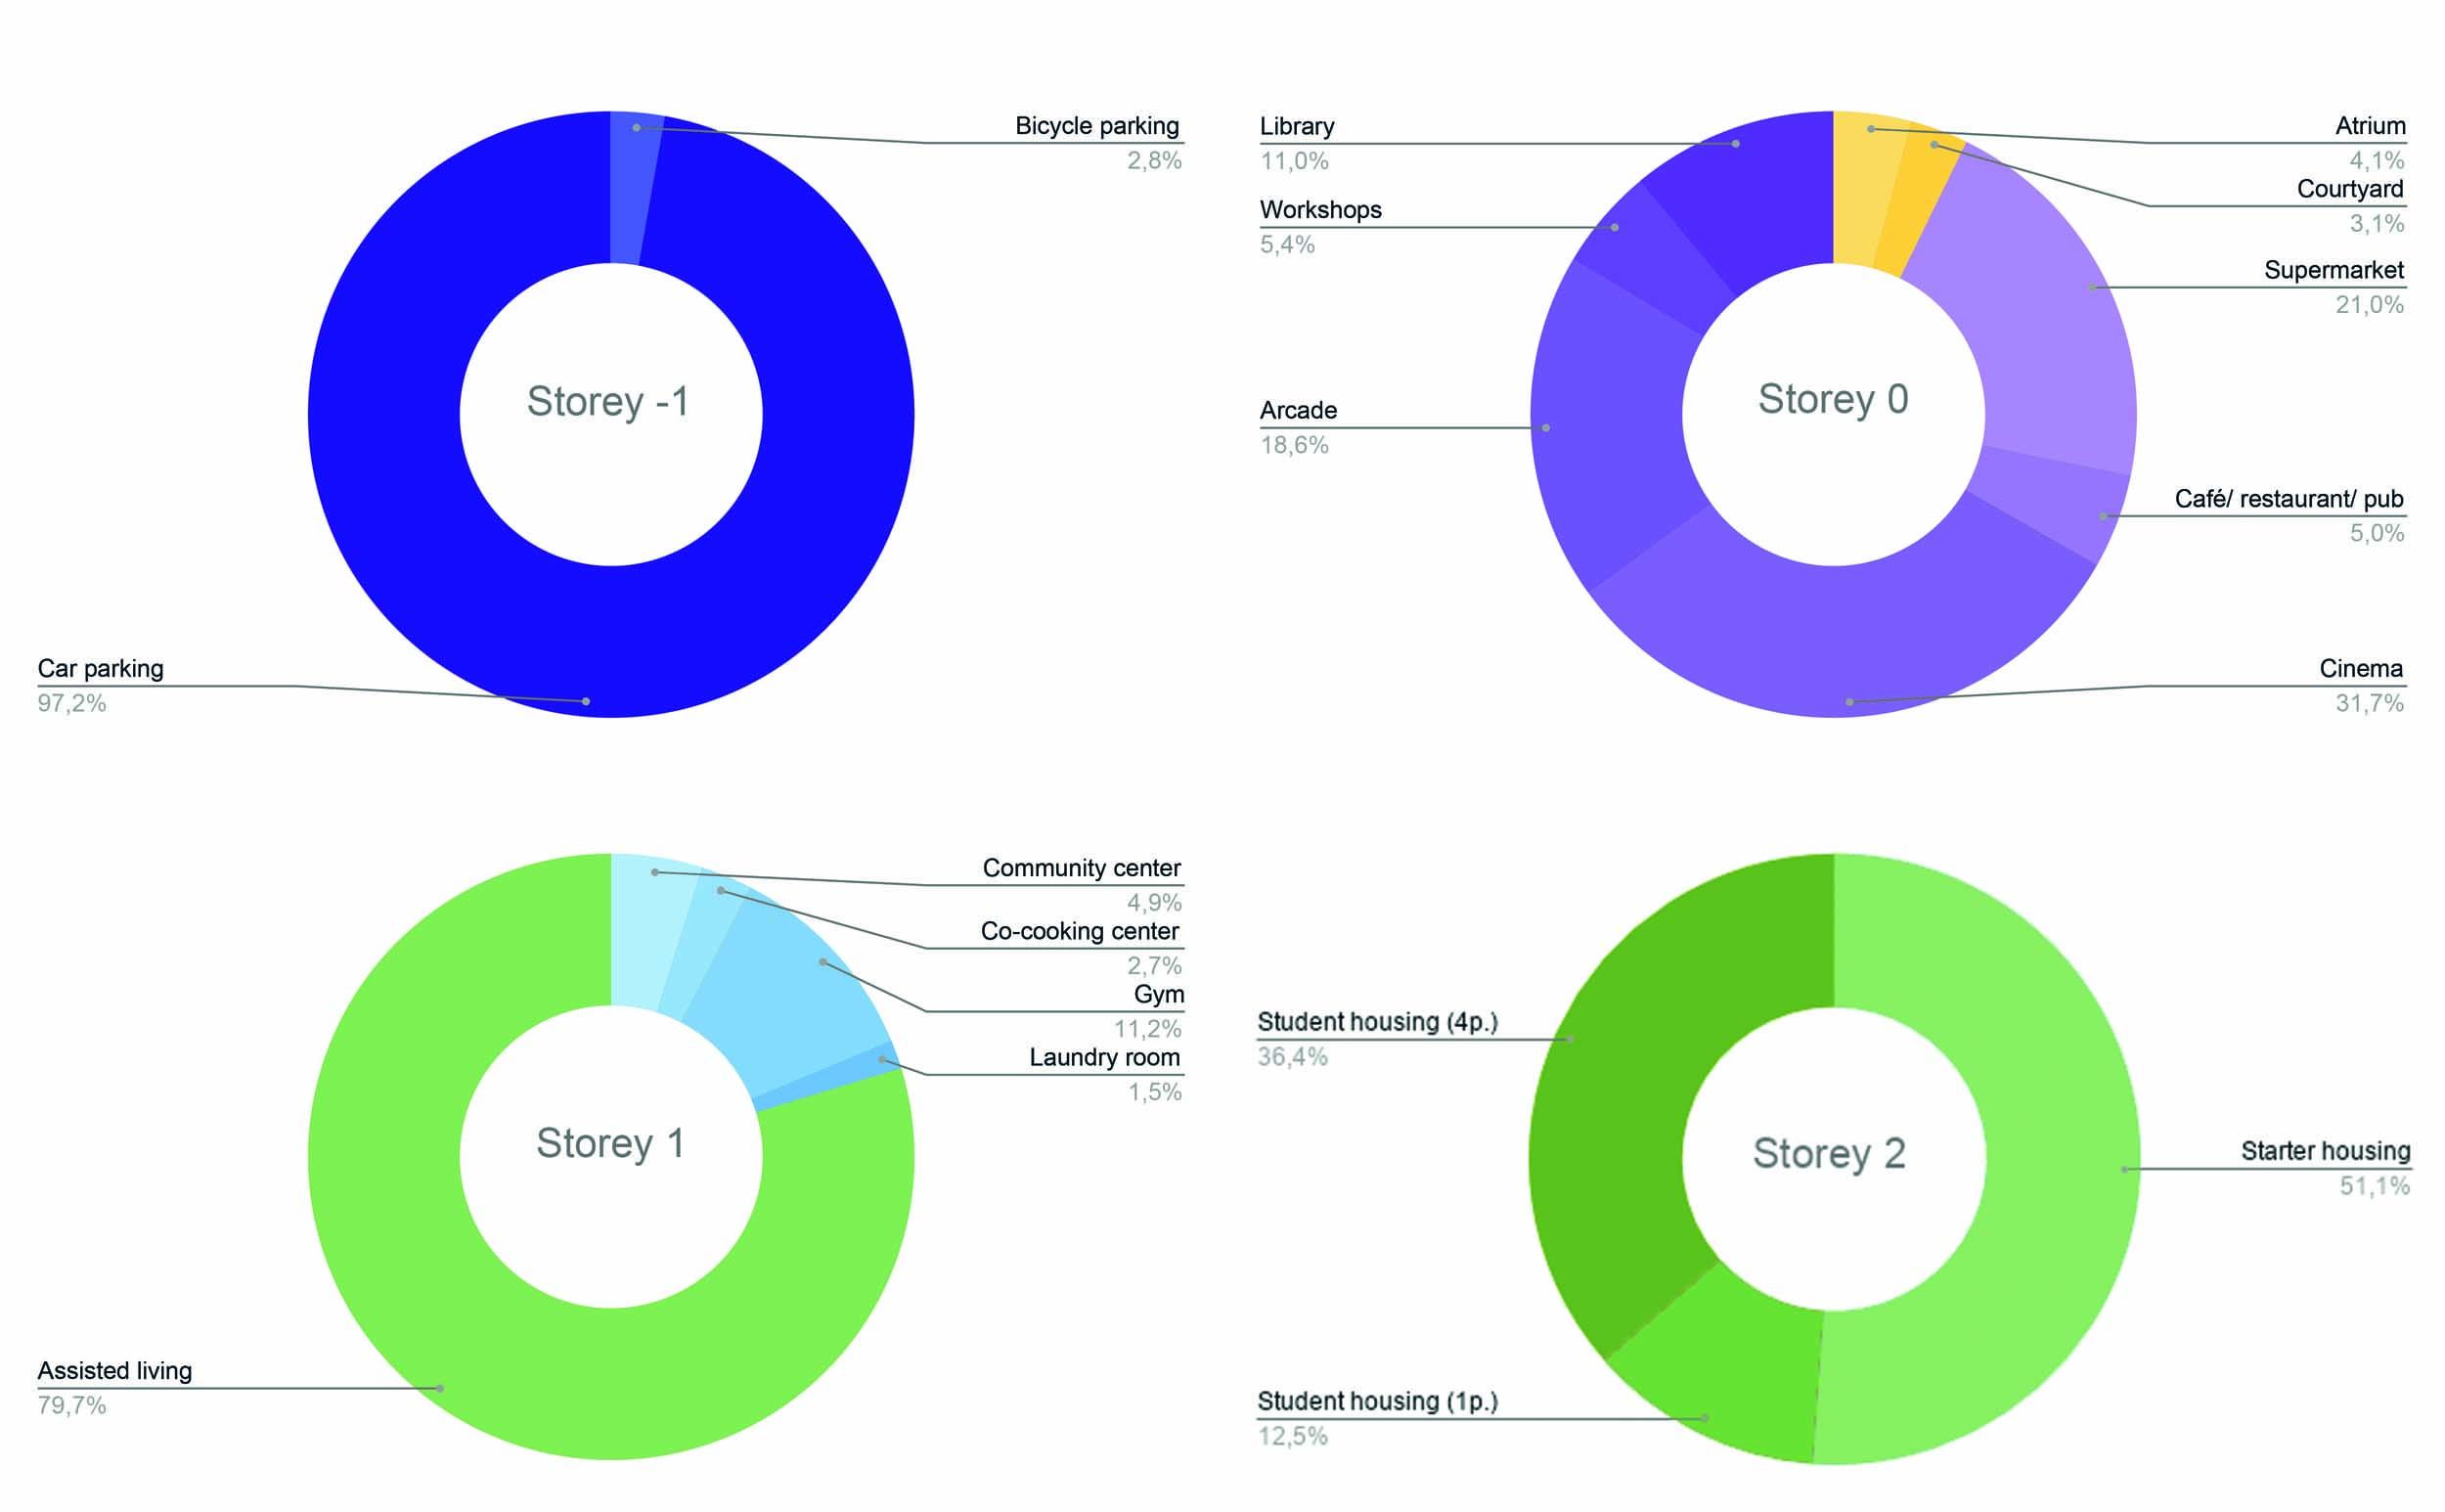 Bicycle parking
2,8%
Storey -1
Car parking
97,2%
Library
11,0%
Workshops
5,4%
Arcade
18,6%
Storey 0
Atrium
4,1%
Courtyard
3,1%
Supermarket
21,0%
Café/ restaurant/ pub
5,0%
Cinema
31,7%
Community center
4,9%
Co-cooking center
2,7%
Gym
11,2%
Laundry room
1,5%
Storey 1
Assisted living
79,7%
Student housing (4p.)
36,4%
Storey 2
Starter housing
51,1%
Student housing (1p.)
12,5%